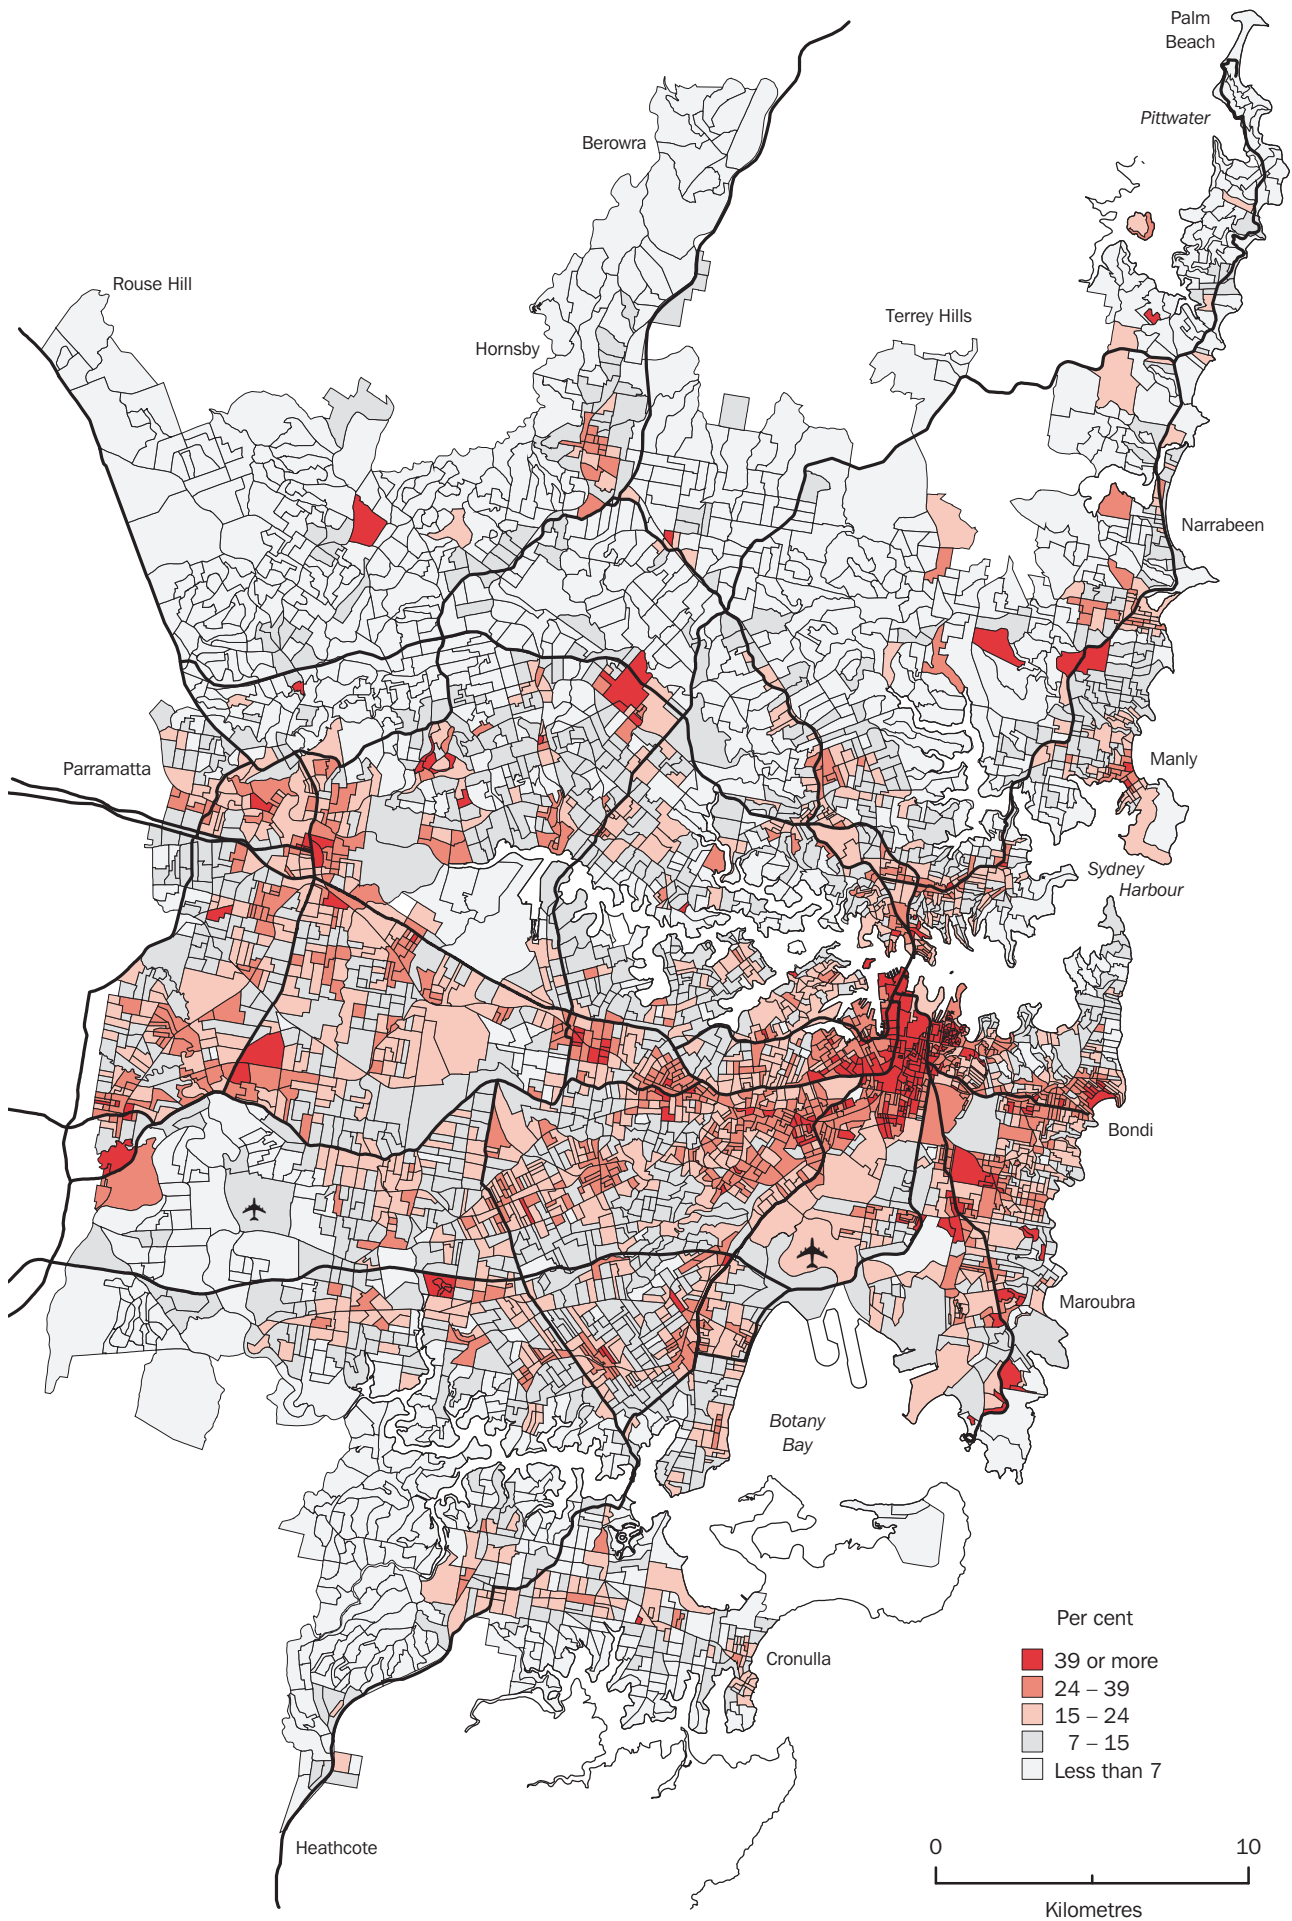 Palm
Beach
Pittwater
Berowra
Rouse Hill
Terrey Hills
Hornsby
Narrabeen
Parramatta
Manly
Sydney
Harbour
Bondi
Maroubra
Botany
Bay
Cronulla
Heathcote
Per cent
39 or more
24 – 39
15 – 24
7 – 15
Less than 7
0 10
Kilometres